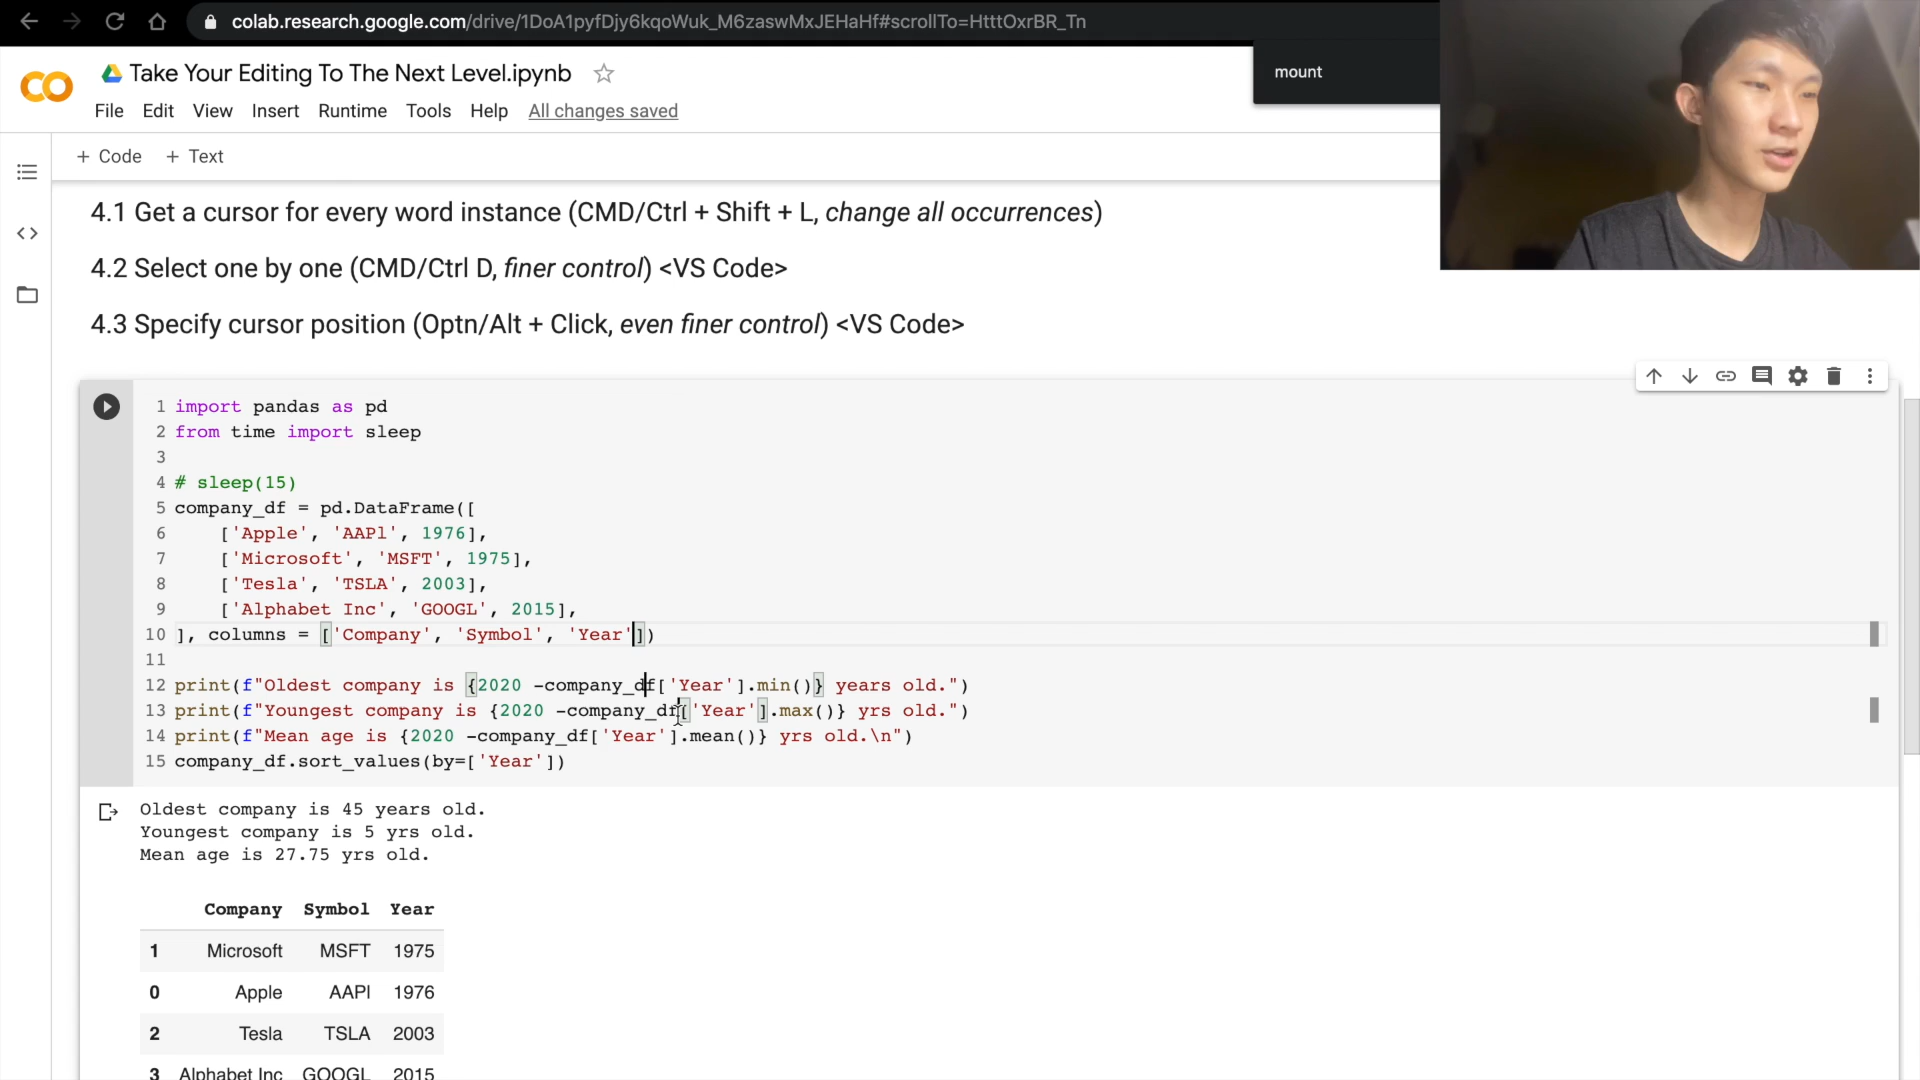 colab.research.google.com/drive/1DoA1pyfDjy6kqoWuk_M6zaswMxJEHaHf#scrollTo=HtttOxrBR_Tn
Take Your Editing To The Next Level.ipynb
mount
File Edit View Insert Runtime Tools Help All changes saved
+ Code + Text
4.1 Get a cursor for every word instance (CMD/Ctrl + Shift + L, change all occurrences)
4.2 Select one by one (CMD/Ctrl D, finer control) <VS Code>
4.3 Specify cursor position (Optn/Alt + Click, even finer control) <VS Code>
1 import pandas as pd
2 from time import sleep
3
4 # sleep(15)
5 company_df = pd.DataFrame([
6     ['Apple', 'AAPl', 1976],
7     ['Microsoft', 'MSFT', 1975],
8     ['Tesla', 'TSLA', 2003],
9     ['Alphabet Inc', 'GOOGL', 2015],
10 ], columns = ['Company', 'Symbol', 'Year'])
11
12 print(f"Oldest company is {2020 -company_df['Year'].min()} years old.")
13 print(f"Youngest company is {2020 -company_df['Year'].max()} yrs old.")
14 print(f"Mean age is {2020 -company_df['Year'].mean()} yrs old.\n")
15 company_df.sort_values(by=['Year'])
Oldest company is 45 years old.
Youngest company is 5 yrs old.
Mean age is 27.75 yrs old.
Company Symbol Year
1 Microsoft MSFT 1975
0 Apple AAPl 1976
2 Tesla TSLA 2003
3 Alphabet Inc GOOGL 2015